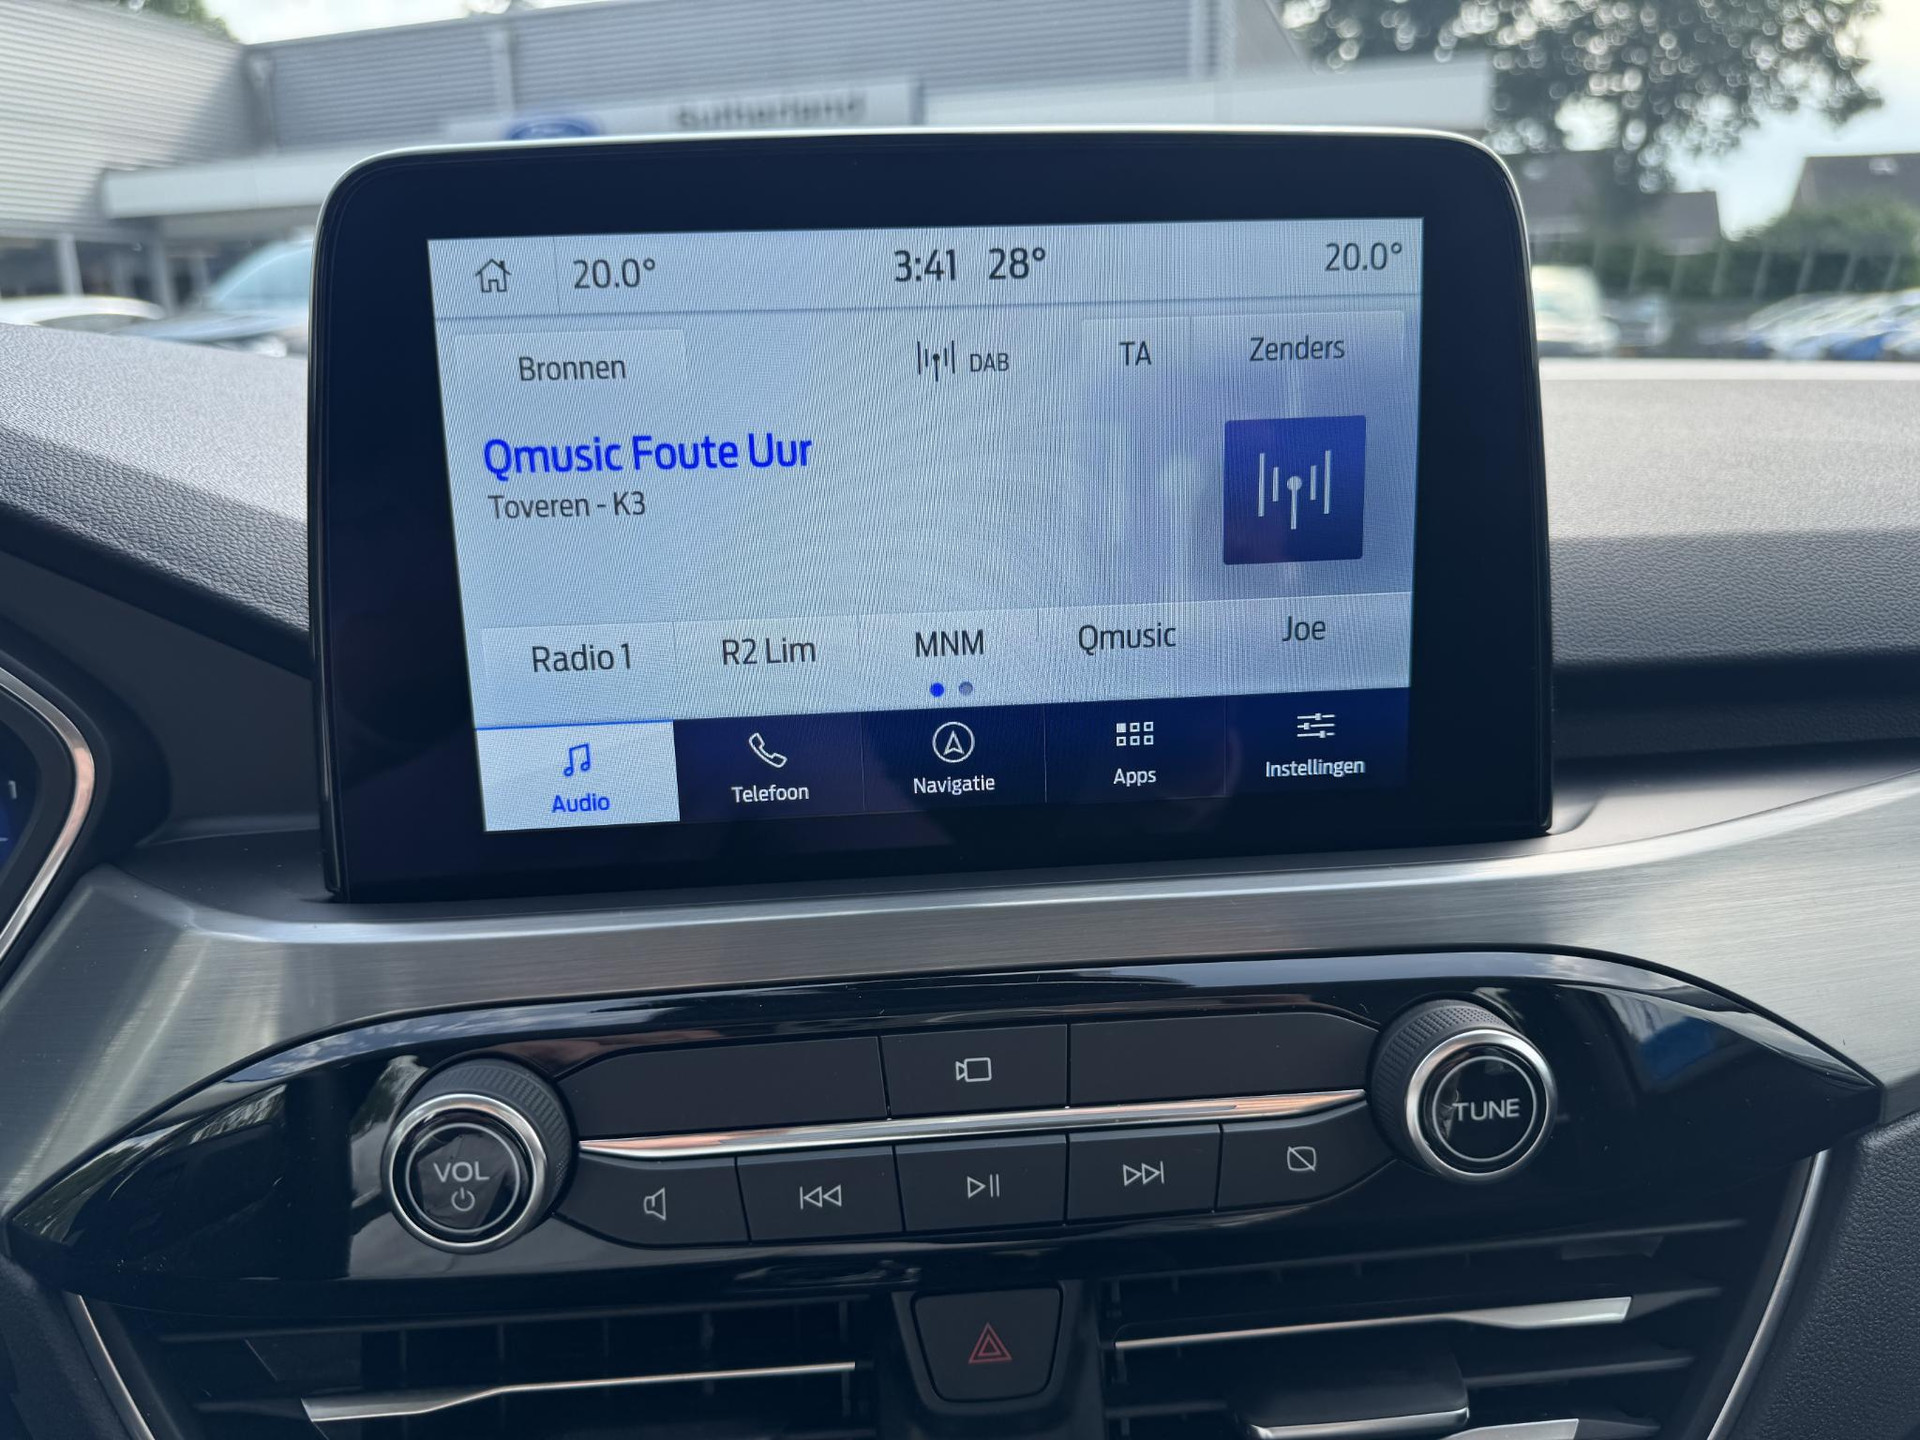 Sutherland
20.0° 3:41 28° 20.0°
Bronnen DAB TA Zenders
Qmusic Foute Uur
Toveren - K3
Radio 1 R2 Lim MNM Qmusic Joe
Audio Telefoon Navigatie Apps Instellingen
VOL TUNE